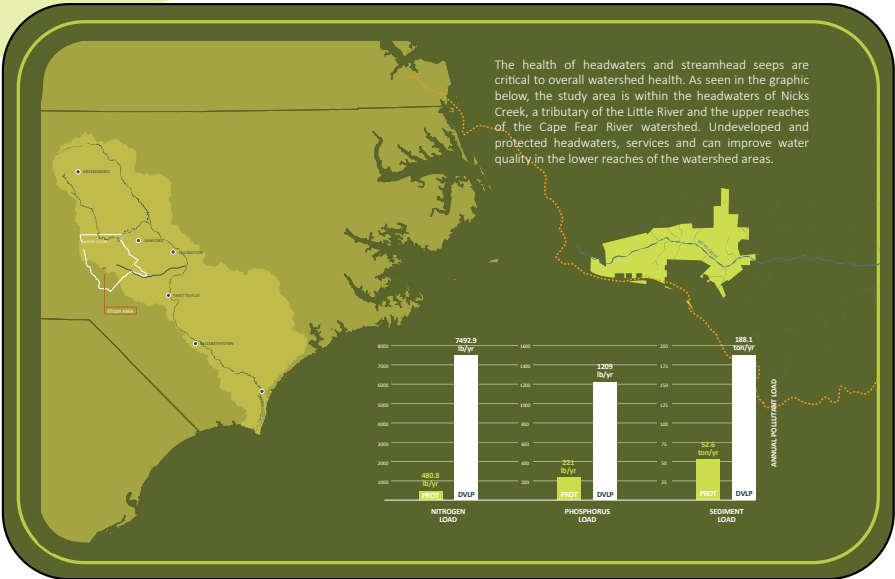 The health of headwaters and streamhead seeps are
critical to overall watershed health. As seen in the graphic
below, the study area is within the headwaters of Nicks
Creek, a tributary of the Little River and the upper reaches
of the Cape Fear River watershed. Undeveloped and
protected headwaters, services and can improve water
quality in the lower reaches of the watershed areas.
GREENSBORO
SANFORD
LILLINGTON
FAYETTEVILLE
STUDY AREA
ELIZABETHTOWN
8000
7000
6000
5000
4000
3000
2000
1000
480.8
lb/yr
PROT
7492.9
lb/yr
DVLP
NITROGEN
LOAD
1600
1400
1200
1000
800
600
400
200
221
lb/yr
PROT
1209
lb/yr
DVLP
PHOSPHORUS
LOAD
200
175
150
125
100
75
50
25
52.6
ton/yr
PROT
188.1
ton/yr
DVLP
SEDIMENT
LOAD
ANNUAL POLLUTANT LOAD